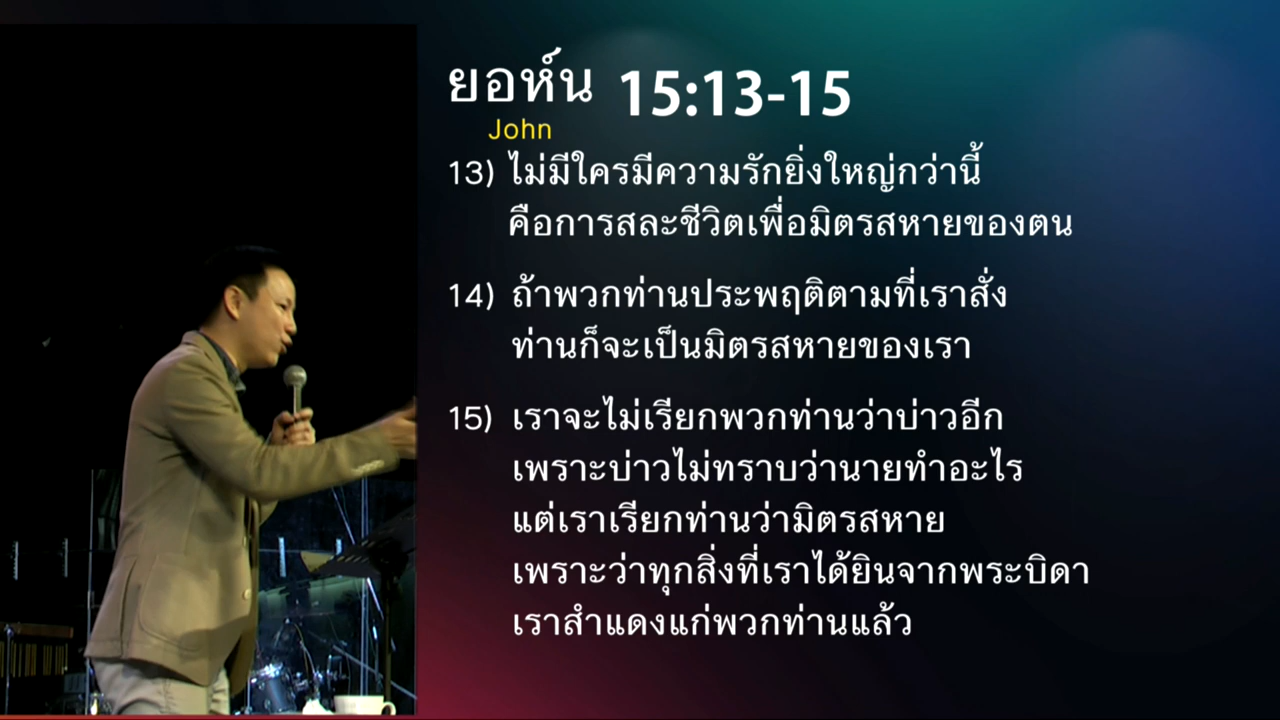 ยอห์น 15:13-15
John
13) ไม่มีใครมีความรักยิ่งใหญ่กว่านี้
คือการสละชีวิตเพื่อมิตรสหายของตน
14) ถ้าพวกท่านประพฤติตามที่เราสั่ง
ท่านก็จะเป็นมิตรสหายของเรา
15) เราจะไม่เรียกพวกท่านว่าบ่าวอีก
เพราะบ่าวไม่ทราบว่านายทำอะไร
แต่เราเรียกท่านว่ามิตรสหาย
เพราะว่าทุกสิ่งที่เราได้ยินจากพระบิดา
เราสำแดงแก่พวกท่านแล้ว